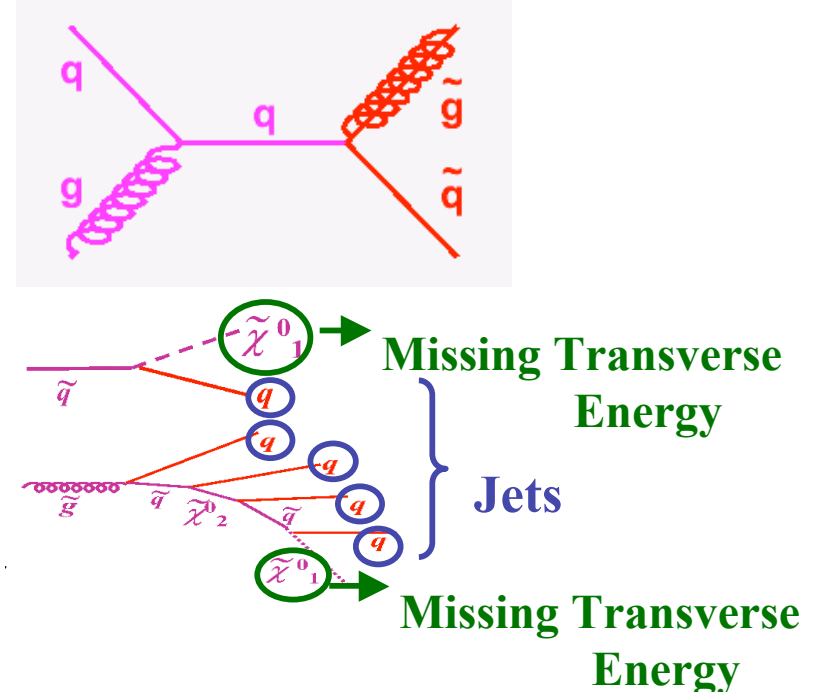 q
q
g̃
g
q̃
χ̃⁰₁
Missing Transverse
Energy
q̃
q
q
q
Jets
g̃
q̃
χ̃⁰₂
q
q̃
q
χ̃⁰₁
Missing Transverse
Energy